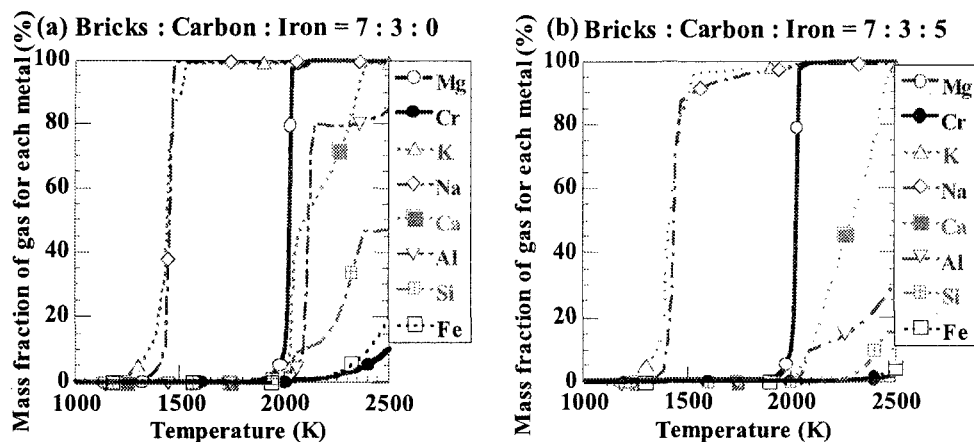 (a) Bricks : Carbon : Iron = 7 : 3 : 0
Mass fraction of gas for each metal (%)
100
80
60
40
20
0
1000
1500
2000
2500
Temperature (K)
Mg
Cr
K
Na
Ca
Al
Si
Fe
(b) Bricks : Carbon : Iron = 7 : 3 : 5
Mass fraction of gas for each metal (%)
100
80
60
40
20
0
1000
1500
2000
2500
Temperature (K)
Mg
Cr
K
Na
Ca
Al
Si
Fe